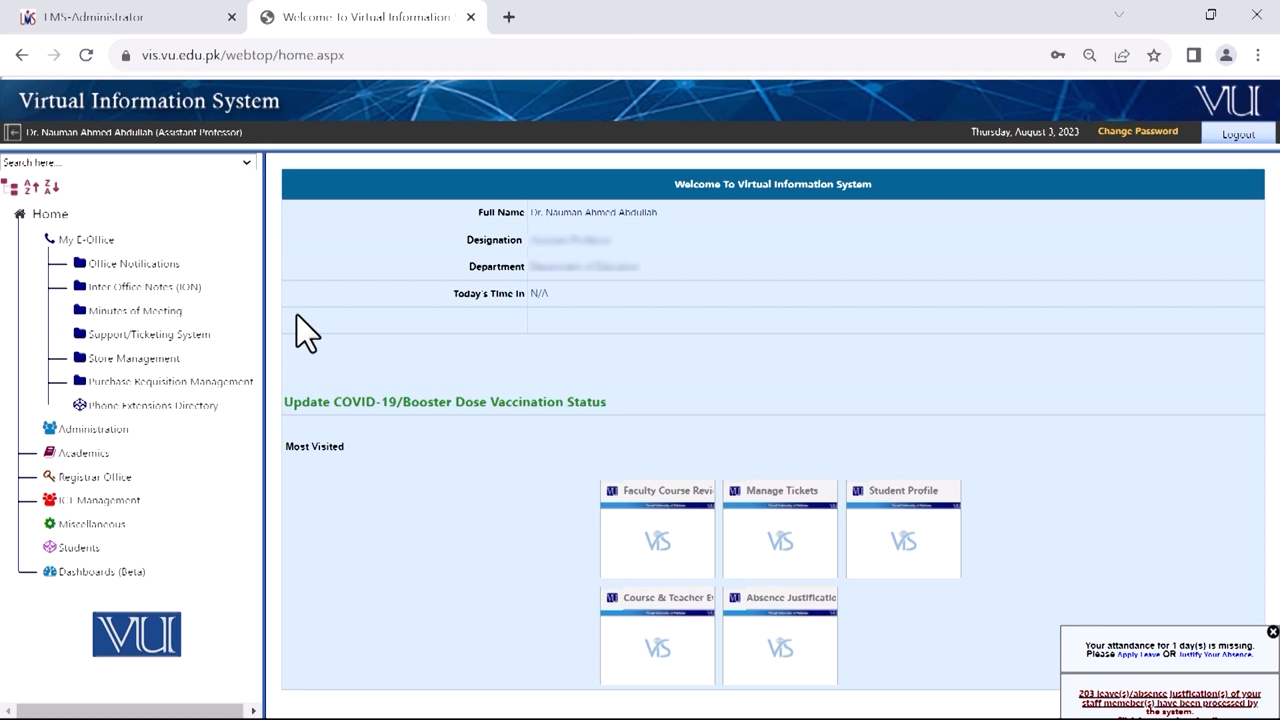 LMS-Administrator
Welcome To Virtual Information S
vis.vu.edu.pk/webtop/home.aspx
Virtual Information System
VU
Dr. Nauman Ahmed Abdullah (Assistant Professor)
Thursday, August 3, 2023
Change Password
Logout
Search here....
Home
My E-Office
Office Notifications
Inter Office Notes (ION)
Minutes of Meeting
Support/Ticketing System
Store Management
Purchase Requisition Management
Phone Extensions Directory
Administration
Academics
Registrar Office
ICT Management
Miscellaneous
Students
Dashboards (Beta)
VU
Welcome To Virtual Information System
Full Name Dr. Nauman Ahmed Abdullah
Designation
Department
Today's Time In N/A
Update COVID-19/Booster Dose Vaccination Status
Most Visited
Faculty Course Revi
Manage Tickets
Student Profile
VIS
VIS
VIS
Course & Teacher E
Absence Justificatio
VIS
VIS
Your attandance for 1 day(s) is missing.
Please Apply Leave OR Justify Your Absence.
203 leave(s)/absence justfication(s) of your
staff memeber(s) have been processed by
the system.